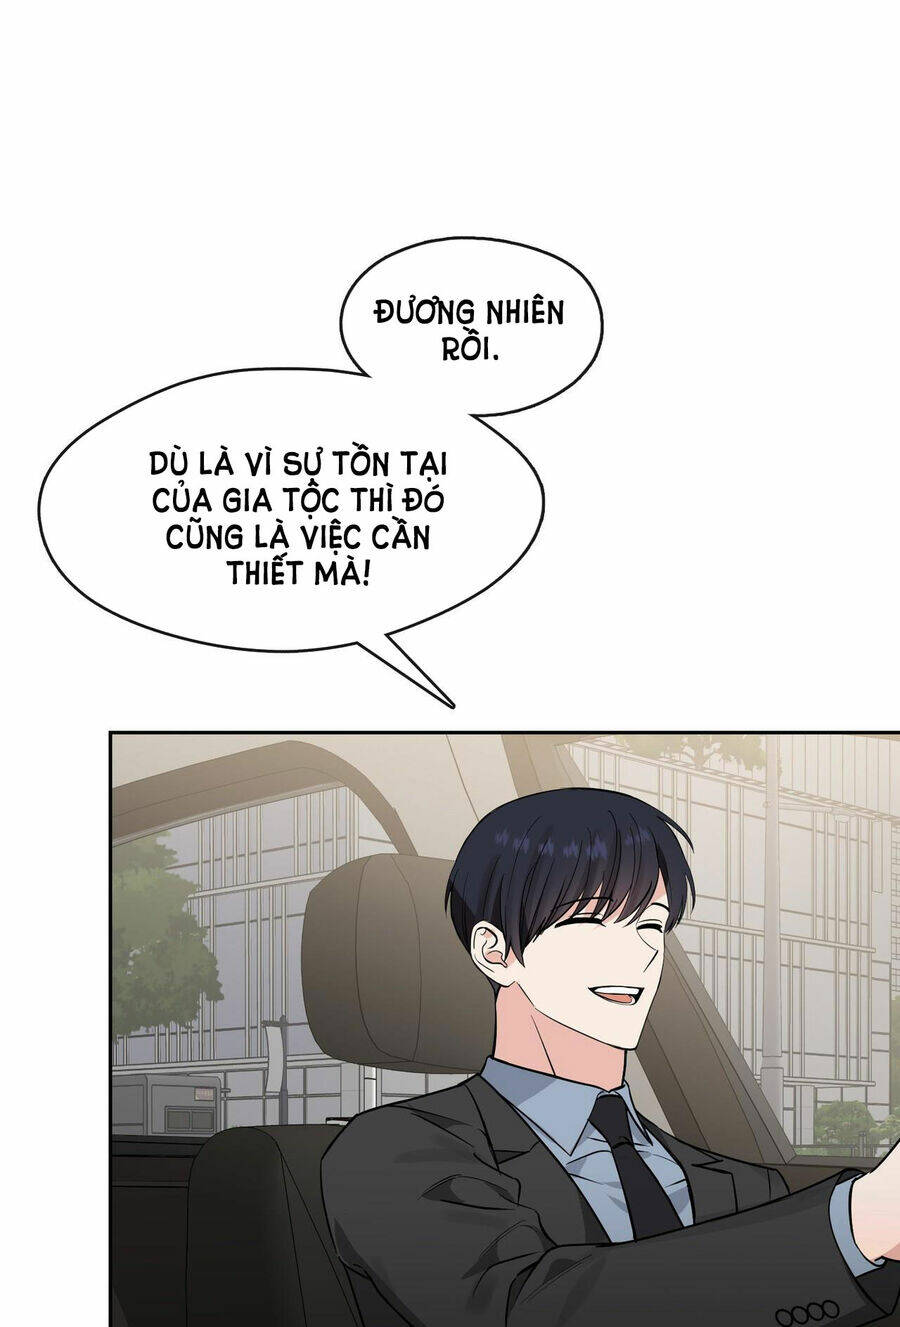 ĐƯƠNG NHIÊN
RỒI.
DÙ LÀ VÌ SỰ TỒN TẠI
CỦA GIA TỘC THÌ ĐÓ
CŨNG LÀ VIỆC CẦN
THIẾT MÀ!